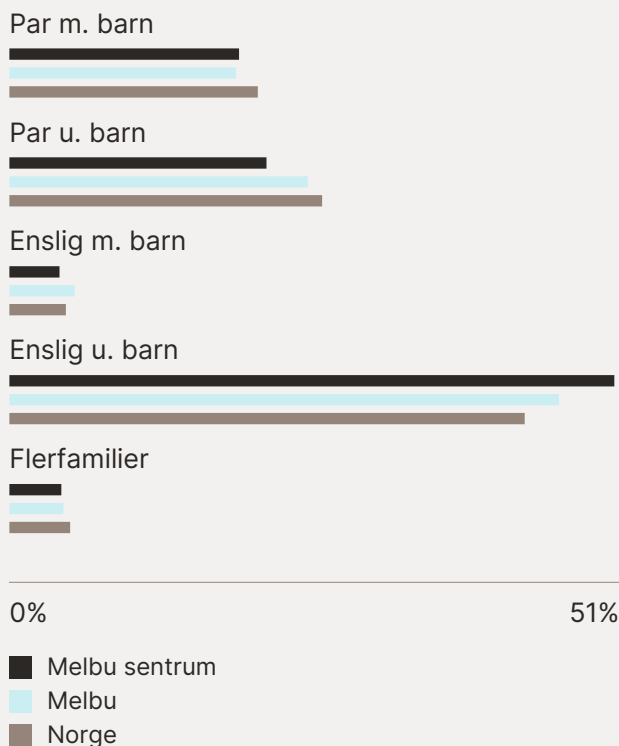 Par m. barn
Par u. barn
Enslig m. barn
Enslig u. barn
Flerfamilier
0% 51%
Melbu sentrum
Melbu
Norge